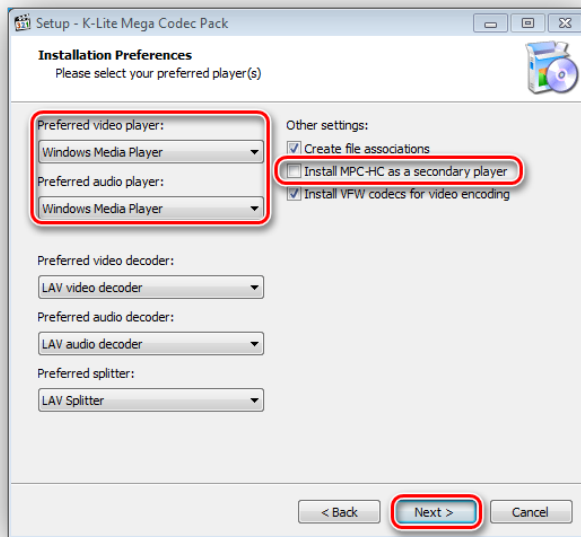 Setup - K-Lite Mega Codec Pack
Installation Preferences
Please select your preferred player(s)
Preferred video player:
Windows Media Player
Preferred audio player:
Windows Media Player
Preferred video decoder:
LAV video decoder
Preferred audio decoder:
LAV audio decoder
Preferred splitter:
LAV Splitter
Other settings:
Create file associations
Install MPC-HC as a secondary player
Install VFW codecs for video encoding
< Back
Next >
Cancel